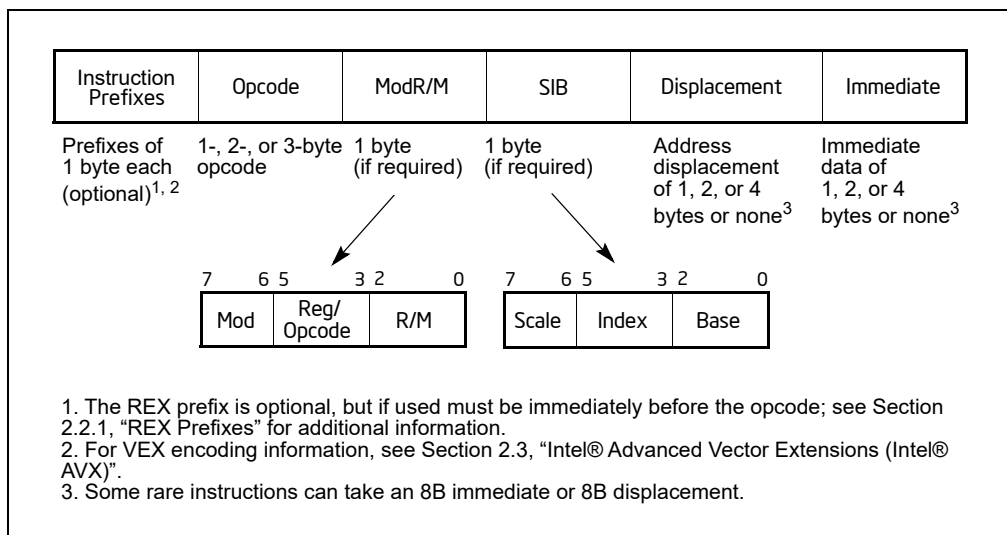 Instruction
Prefixes
Opcode
ModR/M
SIB
Displacement
Immediate
Prefixes of
1 byte each
(optional)1, 2
1-, 2-, or 3-byte
opcode
1 byte
(if required)
1 byte
(if required)
Address
displacement
of 1, 2, or 4
bytes or none3
Immediate
data of
1, 2, or 4
bytes or none3
7 6 5 3 2 0
Mod
Reg/
Opcode
R/M
7 6 5 3 2 0
Scale
Index
Base
1. The REX prefix is optional, but if used must be immediately before the opcode; see Section
2.2.1, “REX Prefixes” for additional information.
2. For VEX encoding information, see Section 2.3, “Intel® Advanced Vector Extensions (Intel®
AVX)”.
3. Some rare instructions can take an 8B immediate or 8B displacement.